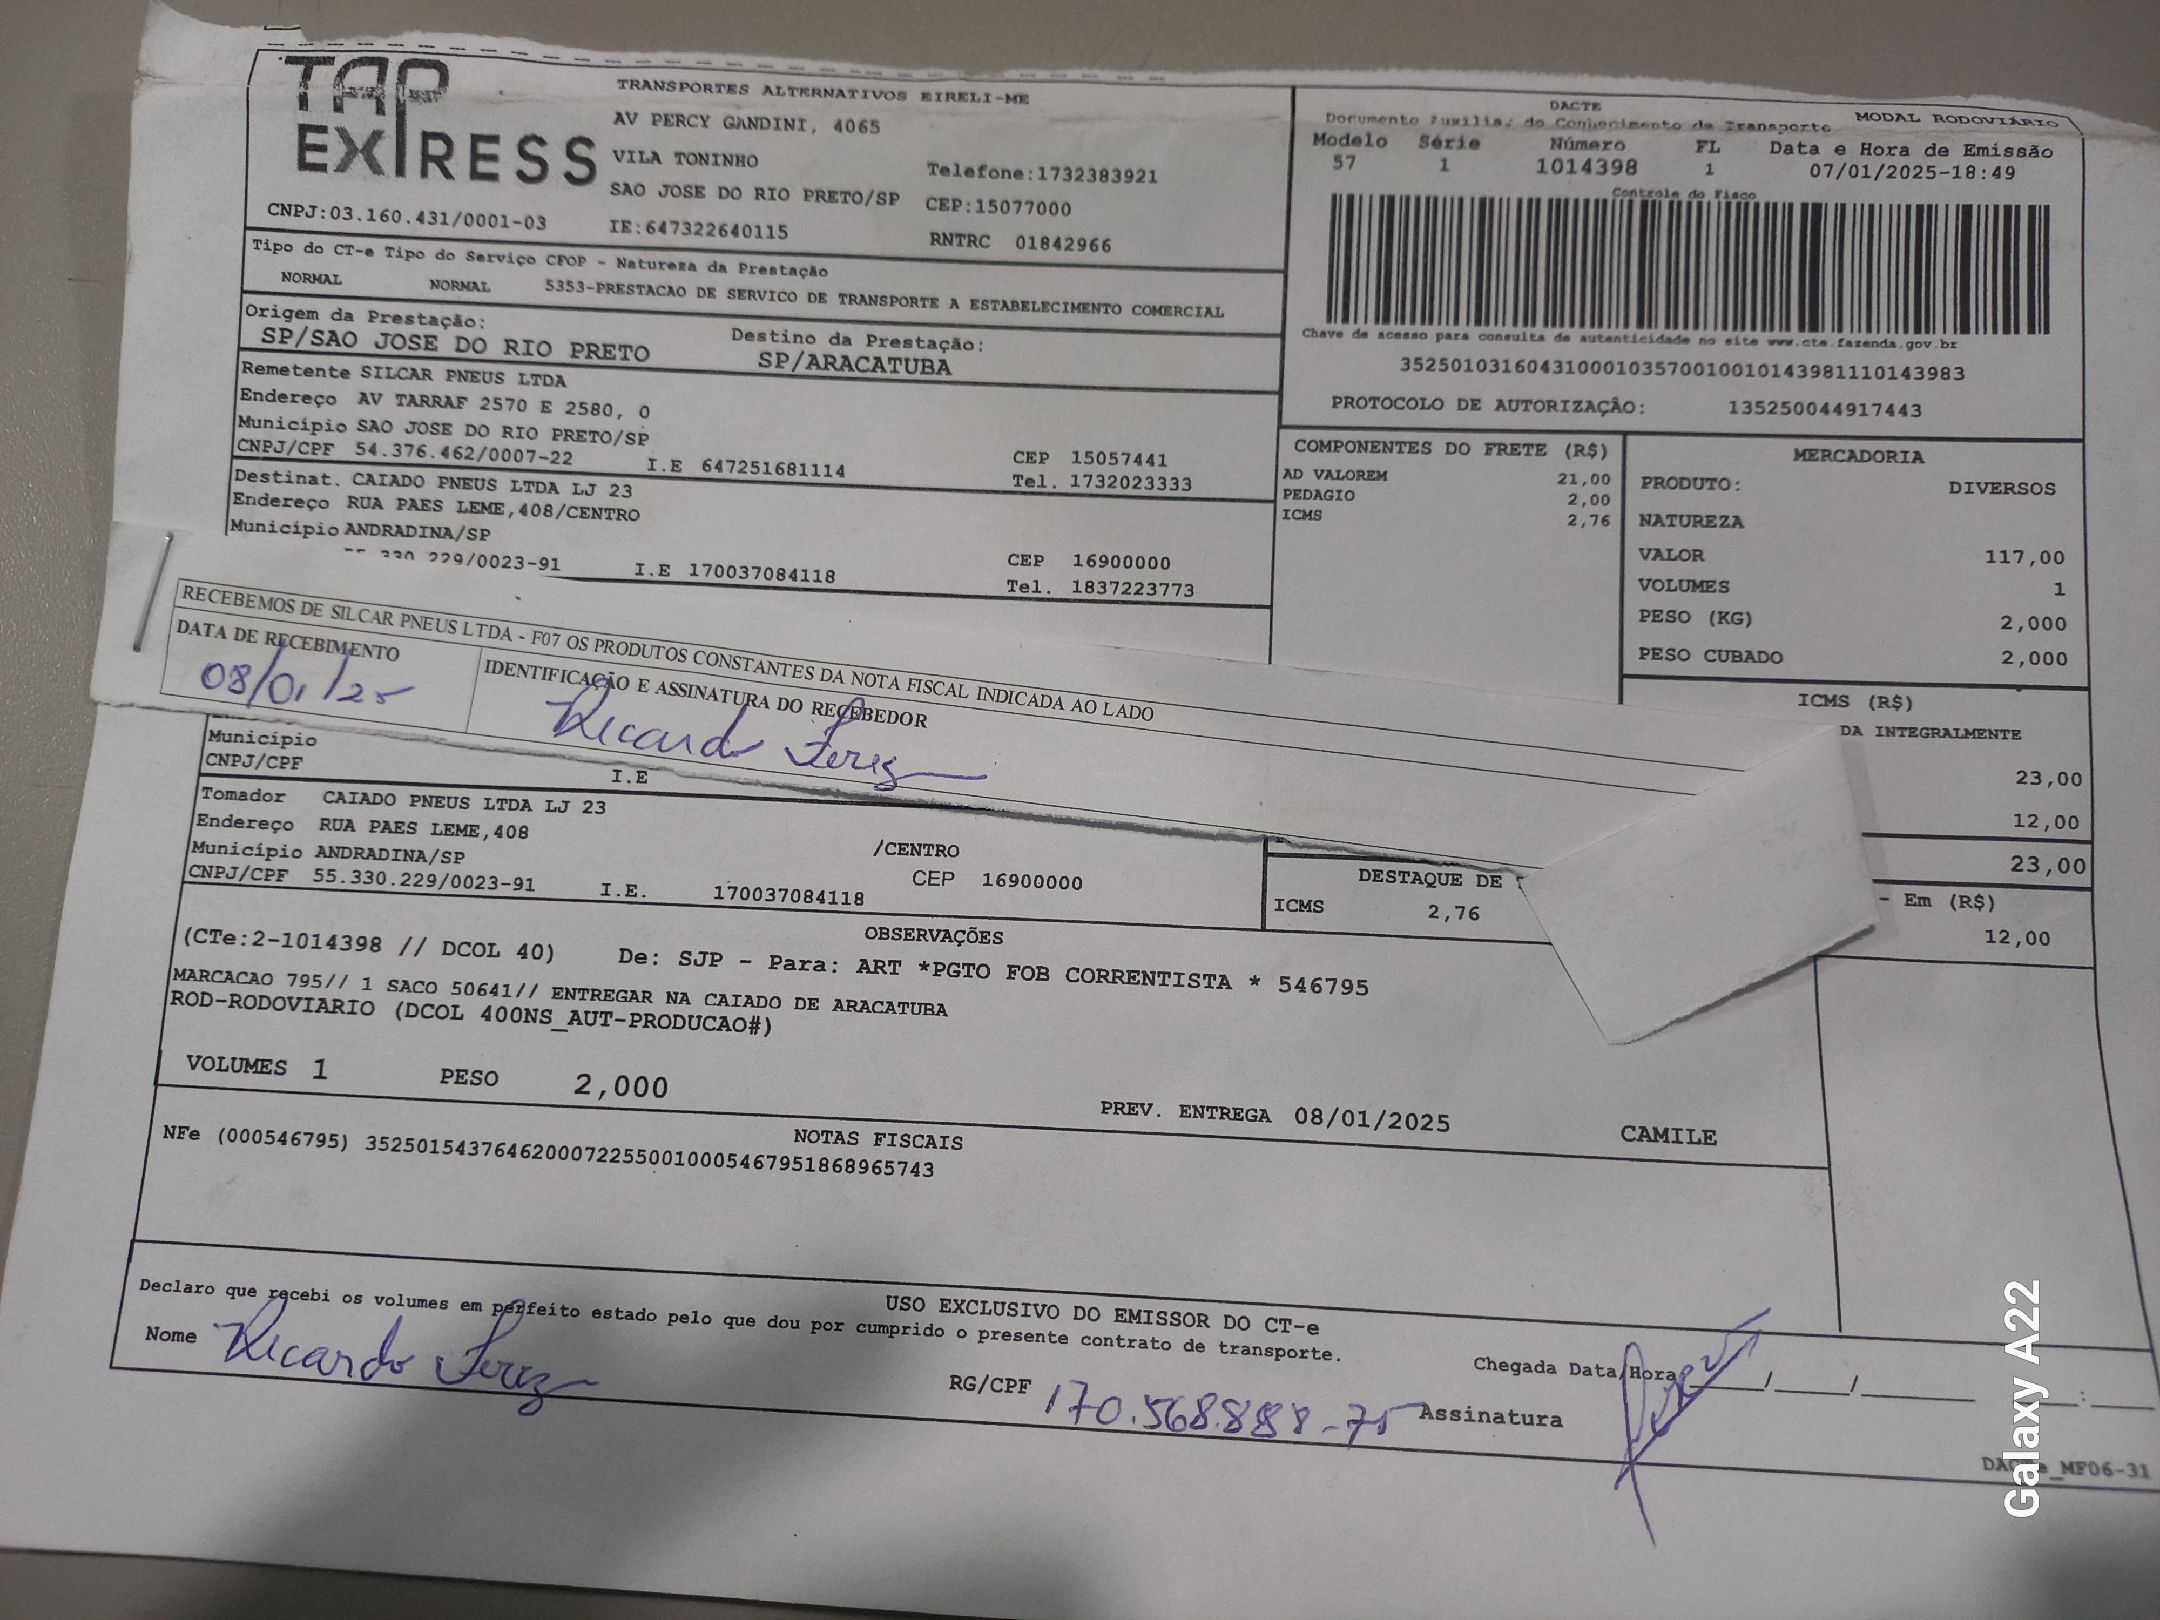 TAP EXPRESS
TRANSPORTES ALTERNATIVOS EIRELI-ME
AV PERCY GANDINI, 4065
VILA TONINHO
Telefone:1732383921
SAO JOSE DO RIO PRETO/SP CEP:15077000
CNPJ:03.160.431/0001-03 IE:647322640115 RNTRC 01842966
DACTE MODAL RODOVIÁRIO
Documento Auxiliar do Conhecimento de Transporte
Modelo Série Número FL Data e Hora de Emissão
57 1 1014398 1 07/01/2025-18:49
Controle do Fisco
Chave de acesso para consulta de autenticidade no site www.cte.fazenda.gov.br
35250103160431000103570010010143981110143983
PROTOCOLO DE AUTORIZAÇÂO: 135250044917443
Tipo do CT-e Tipo do Serviço CFOP - Natureza da Prestação
NORMAL NORMAL 5353-PRESTACAO DE SERVICO DE TRANSPORTE A ESTABELECIMENTO COMERCIAL
Origem da Prestação: Destino da Prestação:
SP/SAO JOSE DO RIO PRETO SP/ARACATUBA
Remetente SILCAR PNEUS LTDA
Endereço AV TARRAF 2570 E 2580, 0
Município SAO JOSE DO RIO PRETO/SP CEP 15057441
CNPJ/CPF 54.376.462/0007-22 I.E 647251681114 Tel. 1732023333
Destinat. CAIADO PNEUS LTDA LJ 23
Endereço RUA PAES LEME,408/CENTRO
Município ANDRADINA/SP CEP 16900000
229/0023-91 I.E 170037084118 Tel. 1837223773
COMPONENTES DO FRETE (R$)
AD VALOREM 21,00
PEDAGIO 2,00
ICMS 2,76
MERCADORIA
PRODUTO: DIVERSOS
NATUREZA
VALOR 117,00
VOLUMES 1
PESO (KG) 2,000
PESO CUBADO 2,000
ICMS (R$)
DA INTEGRALMENTE
23,00
12,00
23,00
- Em (R$)
12,00
RECEBEMOS DE SILCAR PNEUS LTDA - F07 OS PRODUTOS CONSTANTES DA NOTA FISCAL INDICADA AO LADO
DATA DE RECEBIMENTO IDENTIFICAÇÃO E ASSINATURA DO RECEBEDOR
08/01/25 Ricardo Perez
Município
CNPJ/CPF I.E
Tomador CAIADO PNEUS LTDA LJ 23
Endereço RUA PAES LEME,408 /CENTRO
Município ANDRADINA/SP CEP 16900000
CNPJ/CPF 55.330.229/0023-91 I.E. 170037084118
DESTAQUE DE
ICMS 2,76
OBSERVAÇÕES
(CTe:2-1014398 // DCOL 40) De: SJP - Para: ART *PGTO FOB CORRENTISTA * 546795
MARCACAO 795// 1 SACO 50641// ENTREGAR NA CAIADO DE ARACATUBA
ROD-RODOVIARIO (DCOL 400NS_AUT-PRODUCAO#)
VOLUMES 1 PESO 2,000
PREV. ENTREGA 08/01/2025 CAMILE
NOTAS FISCAIS
NFe (000546795) 35250154376462000722550010005467951868965743
USO EXCLUSIVO DO EMISSOR DO CT-e
Declaro que recebi os volumes em perfeito estado pelo que dou por cumprido o presente contrato de transporte.
Nome Ricardo Perez RG/CPF 170.568.888-75 Assinatura
Chegada Data/Hora ___/___/_____ :
MF06-31
Galaxy A22